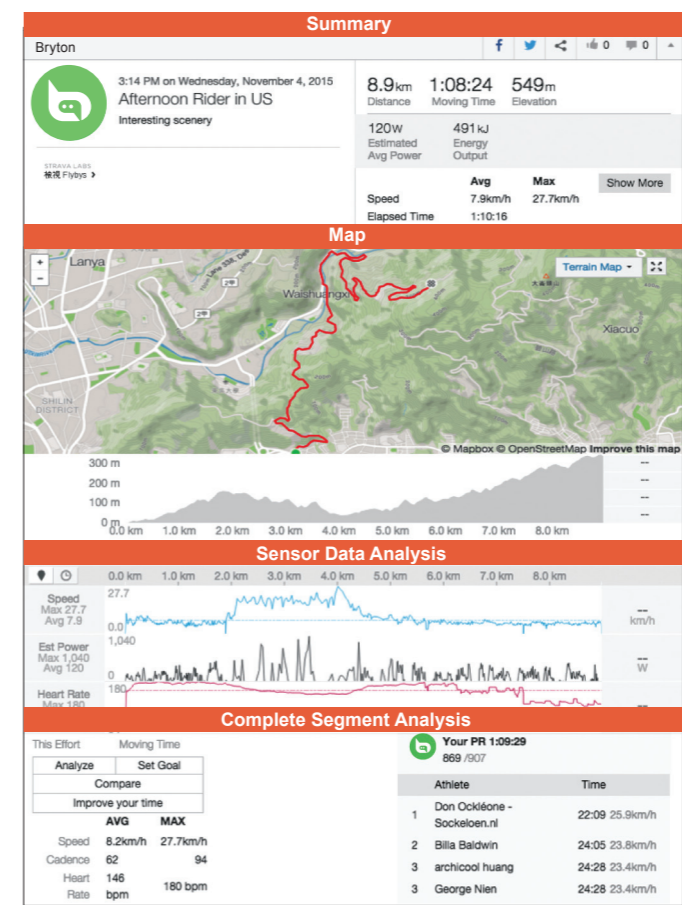 Summary
Bryton
0 0
3:14 PM on Wednesday, November 4, 2015
Afternoon Rider in US
Interesting scenery
STRAVA LABS
檢視 Flybys
8.9km 1:08:24 549m
Distance Moving Time Elevation
120W 491kJ
Estimated Energy
Avg Power Output
Avg Max Show More
Speed 7.9km/h 27.7km/h
Elapsed Time 1:10:16
Map
+
−
Lanya
Waishuangxi
Terrain Map
Xiacuo
SHILIN
DISTRICT
© Mapbox © OpenStreetMap Improve this map
300 m --
200 m --
100 m --
0 m --
0.0 km 1.0 km 2.0 km 3.0 km 4.0 km 5.0 km 6.0 km 7.0 km 8.0 km
Sensor Data Analysis
0.0 km 1.0 km 2.0 km 3.0 km 4.0 km 5.0 km 6.0 km 7.0 km 8.0 km
Speed 27.7
Max 27.7 --
Avg 7.9 0.0 km/h
Est Power 1,040
Max 1,040 --
Avg 120 0 W
Heart Rate 180
Max 180 --
Complete Segment Analysis
This Effort Moving Time
Analyze Set Goal
Compare
Improve your time
AVG MAX
Speed 8.2km/h 27.7km/h
Cadence 62 94
Heart 146
Rate bpm 180 bpm
Your PR 1:09:29
869 /907
Athlete Time
1 Don Ockléone -
Sockeloen.nl 22:09 25.9km/h
2 Billa Baldwin 24:05 23.8km/h
3 archicool huang 24:28 23.4km/h
3 George Nien 24:28 23.4km/h